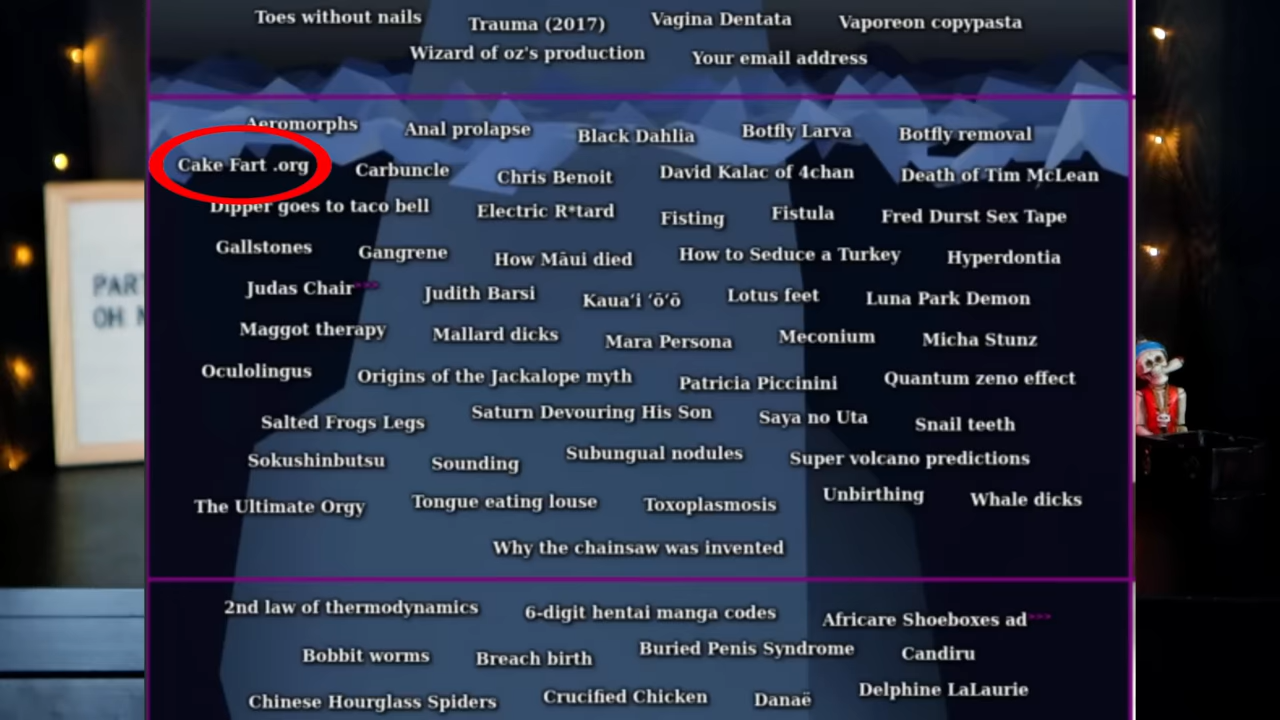 Toes without nails Trauma (2017) Vagina Dentata Vaporeon copypasta
Wizard of oz's production Your email address
Aeromorphs Anal prolapse Black Dahlia Botfly Larva Botfly removal
Cake Fart .org Carbuncle Chris Benoit David Kalac of 4chan Death of Tim McLean
Dipper goes to taco bell Electric R*tard Fisting Fistula Fred Durst Sex Tape
Gallstones Gangrene How Māui died How to Seduce a Turkey Hyperdontia
Judas Chair*** Judith Barsi Kauaʻi ʻōʻō Lotus feet Luna Park Demon
Maggot therapy Mallard dicks Mara Persona Meconium Micha Stunz
Oculolingus Origins of the Jackalope myth Patricia Piccinini Quantum zeno effect
Salted Frogs Legs Saturn Devouring His Son Saya no Uta Snail teeth
Sokushinbutsu Sounding Subungual nodules Super volcano predictions
The Ultimate Orgy Tongue eating louse Toxoplasmosis Unbirthing Whale dicks
Why the chainsaw was invented
2nd law of thermodynamics 6-digit hentai manga codes Africare Shoeboxes ad***
Bobbit worms Breach birth Buried Penis Syndrome Candiru
Chinese Hourglass Spiders Crucified Chicken Danaë Delphine LaLaurie
PAR
OH